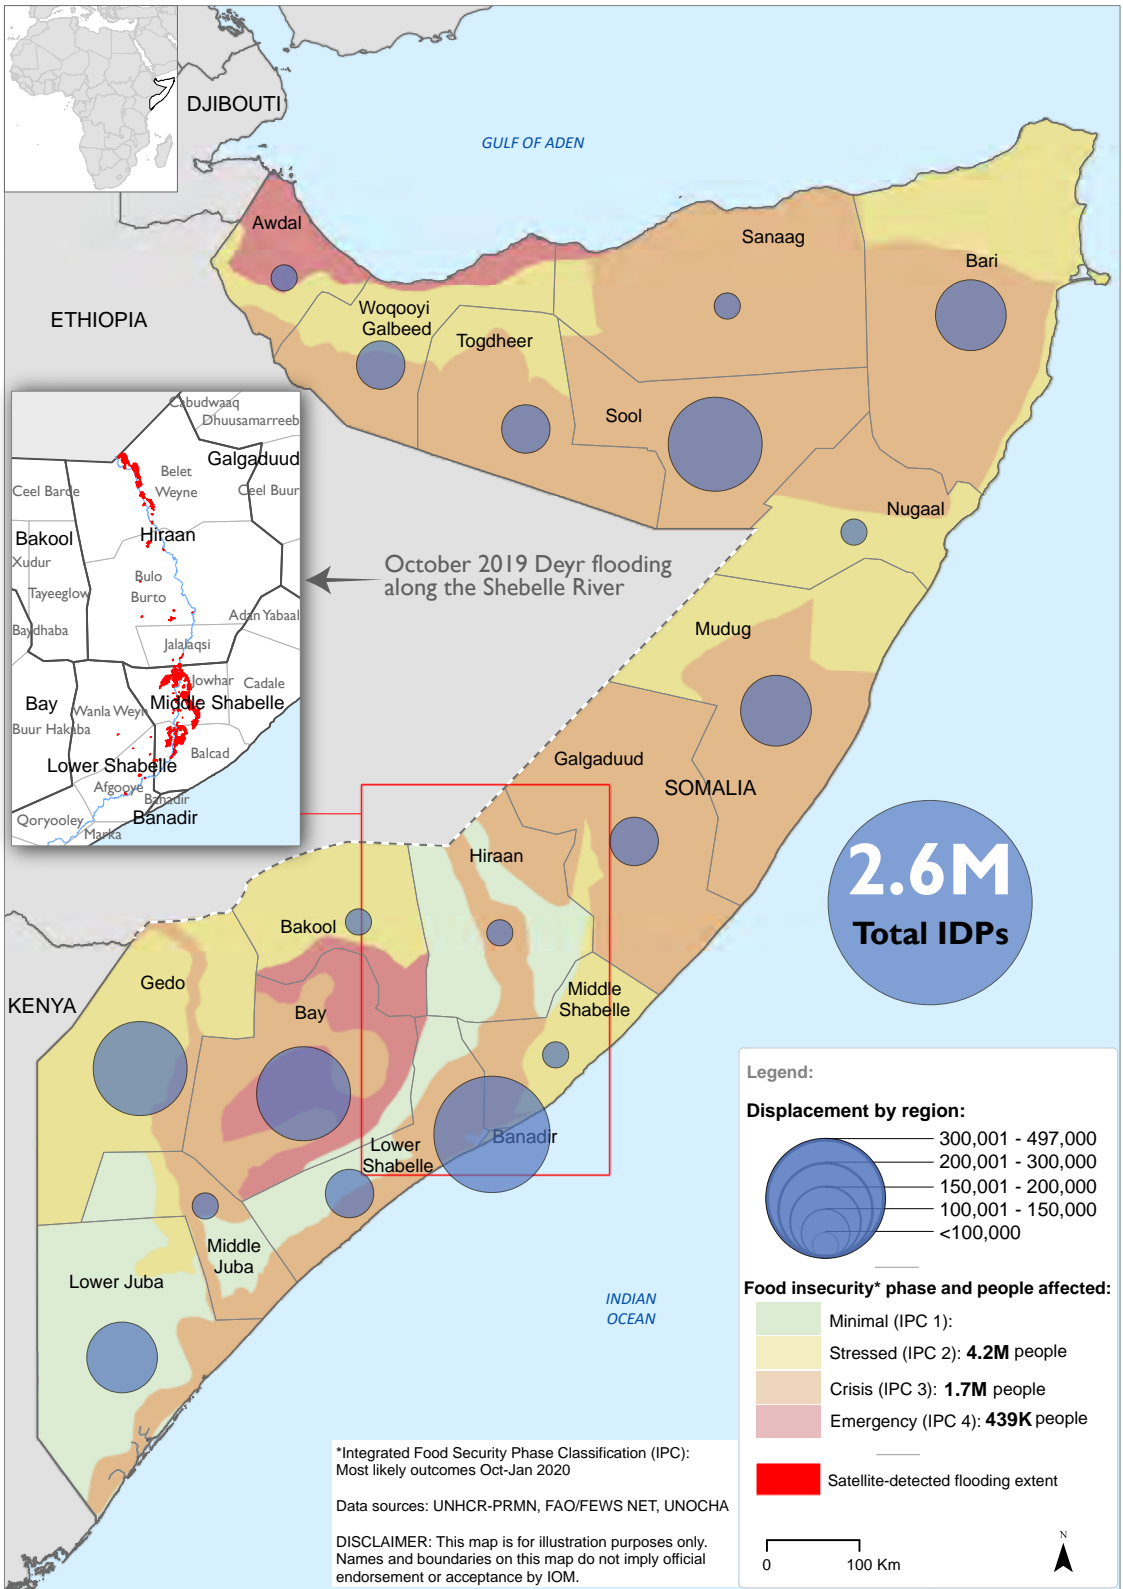 DJIBOUTI
GULF OF ADEN
Awdal
Sanaag
Bari
ETHIOPIA
Woqooyi
Galbeed
Togdheer
Sool
Nugaal
Cabudwaaq
Dhuusamarreeb
Galgaduud
Belet
Weyne
Ceel Barde
Ceel Buur
Hiraan
Bakool
Xudur
Bulo
Burto
Tayeeglow
Adan Yabaal
Baydhaba
Jalalaqsi
Jowhar
Cadale
Bay
Wanla Weyn
Middle Shabelle
Buur Hakaba
Balcad
Lower Shabelle
Afgooye
Banadir
Qoryooley
Banadir
Marka
October 2019 Deyr flooding
along the Shebelle River
Mudug
Galgaduud
SOMALIA
Hiraan
2.6M
Total IDPs
Bakool
Gedo
KENYA
Bay
Middle
Shabelle
Banadir
Lower
Shabelle
Middle
Juba
Lower Juba
INDIAN
OCEAN
Legend:
Displacement by region:
300,001 - 497,000
200,001 - 300,000
150,001 - 200,000
100,001 - 150,000
<100,000
Food insecurity* phase and people affected:
Minimal (IPC 1):
Stressed (IPC 2): 4.2M people
Crisis (IPC 3): 1.7M people
Emergency (IPC 4): 439K people
Satellite-detected flooding extent
0 100 Km
N
*Integrated Food Security Phase Classification (IPC):
Most likely outcomes Oct-Jan 2020
Data sources: UNHCR-PRMN, FAO/FEWS NET, UNOCHA
DISCLAIMER: This map is for illustration purposes only.
Names and boundaries on this map do not imply official
endorsement or acceptance by IOM.